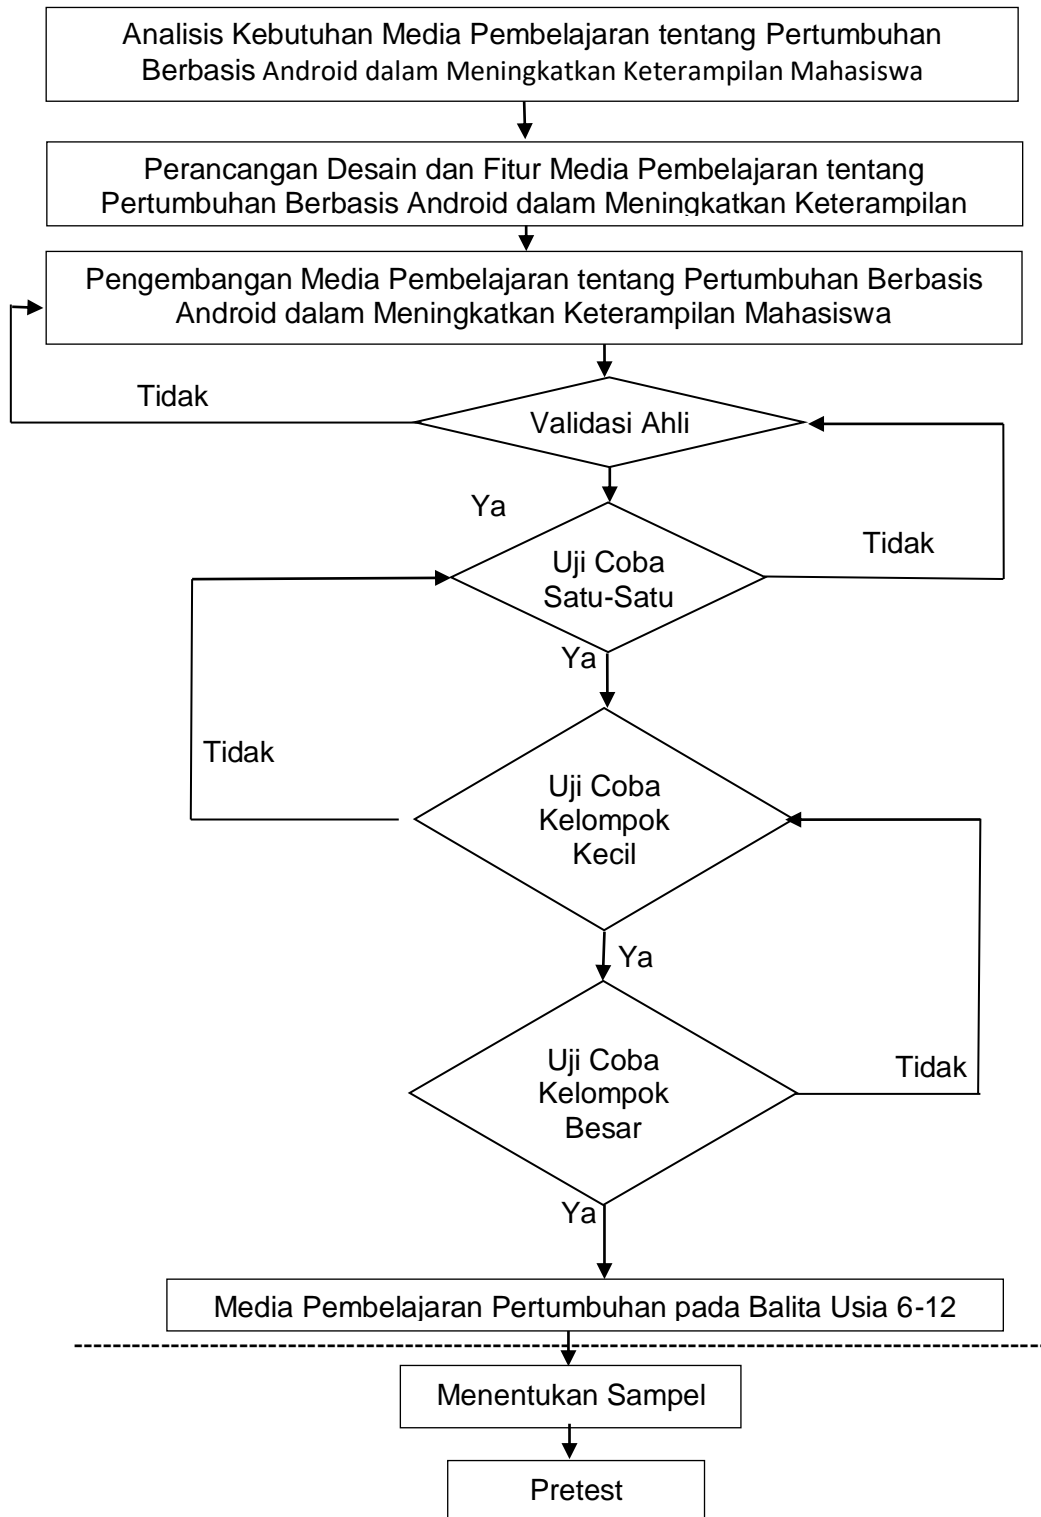 Analisis Kebutuhan Media Pembelajaran tentang Pertumbuhan
Berbasis Android dalam Meningkatkan Keterampilan Mahasiswa
Perancangan Desain dan Fitur Media Pembelajaran tentang
Pertumbuhan Berbasis Android dalam Meningkatkan Keterampilan
Pengembangan Media Pembelajaran tentang Pertumbuhan Berbasis
Android dalam Meningkatkan Keterampilan Mahasiswa
Tidak
Validasi Ahli
Ya
Tidak
Uji Coba
Satu-Satu
Ya
Tidak
Uji Coba
Kelompok
Kecil
Ya
Uji Coba
Kelompok
Besar
Tidak
Ya
Media Pembelajaran Pertumbuhan pada Balita Usia 6-12
Menentukan Sampel
Pretest